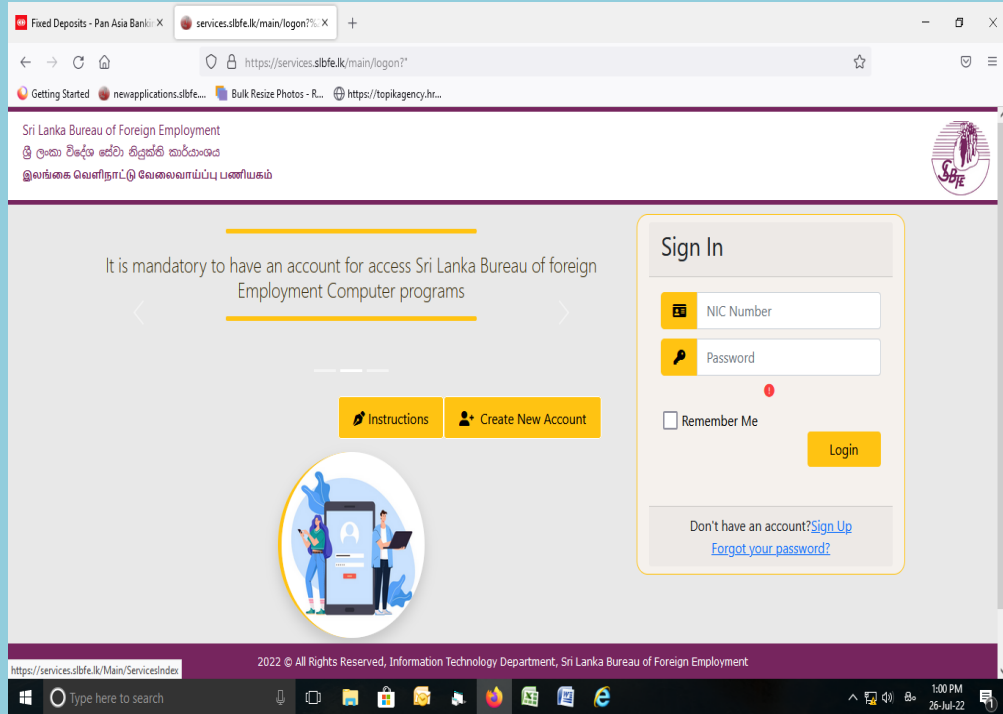 Fixed Deposits - Pan Asia Bankin
services.slbfe.lk/main/logon?%2
https://services.slbfe.lk/main/logon?"
Getting Started newapplications.slbfe.... Bulk Resize Photos - R... https://topikagency.hr...
Sri Lanka Bureau of Foreign Employment
ශ්‍රී ලංකා විදේශ සේවා නියුක්ති කාර්යාංශය
இலங்கை வெளிநாட்டு வேலைவாய்ப்பு பணியகம்
SBFE
It is mandatory to have an account for access Sri Lanka Bureau of foreign
Employment Computer programs
Instructions Create New Account
Sign In
NIC Number
Password
Remember Me
Login
Don't have an account?Sign Up
Forgot your password?
2022 © All Rights Reserved, Information Technology Department, Sri Lanka Bureau of Foreign Employment
https://services.slbfe.lk/Main/ServicesIndex
Type here to search
1:00 PM
26-Jul-22